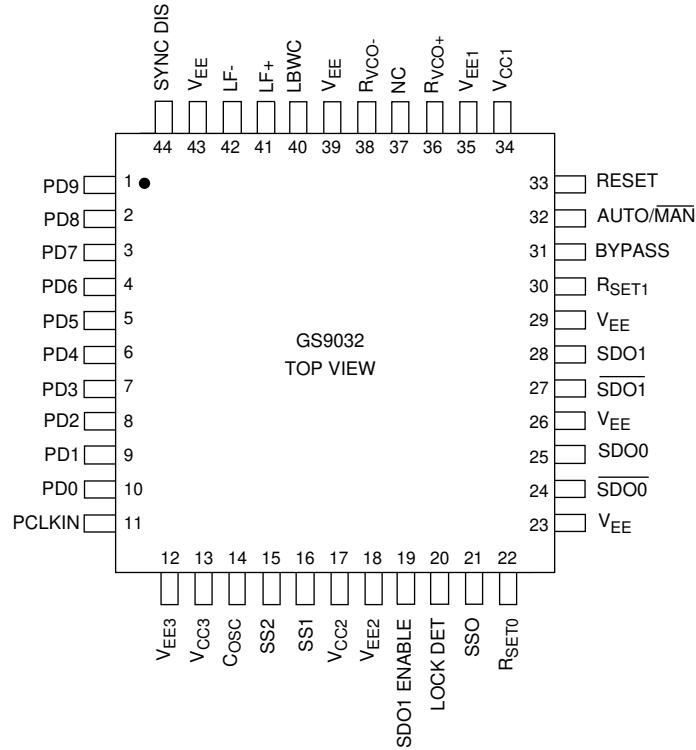 SYNC DIS
VEE
LF-
LF+
LBWC
VEE
RVCO-
NC
RVCO+
VEE1
VCC1
44 43 42 41 40 39 38 37 36 35 34
PD9 1
PD8 2
PD7 3
PD6 4
PD5 5
PD4 6
PD3 7
PD2 8
PD1 9
PD0 10
PCLKIN 11
GS9032
TOP VIEW
33 RESET
32 AUTO/MAN
31 BYPASS
30 RSET1
29 VEE
28 SDO1
27 SDO1
26 VEE
25 SDO0
24 SDO0
23 VEE
12 13 14 15 16 17 18 19 20 21 22
VEE3
VCC3
COSC
SS2
SS1
VCC2
VEE2
SDO1 ENABLE
LOCK DET
SSO
RSET0